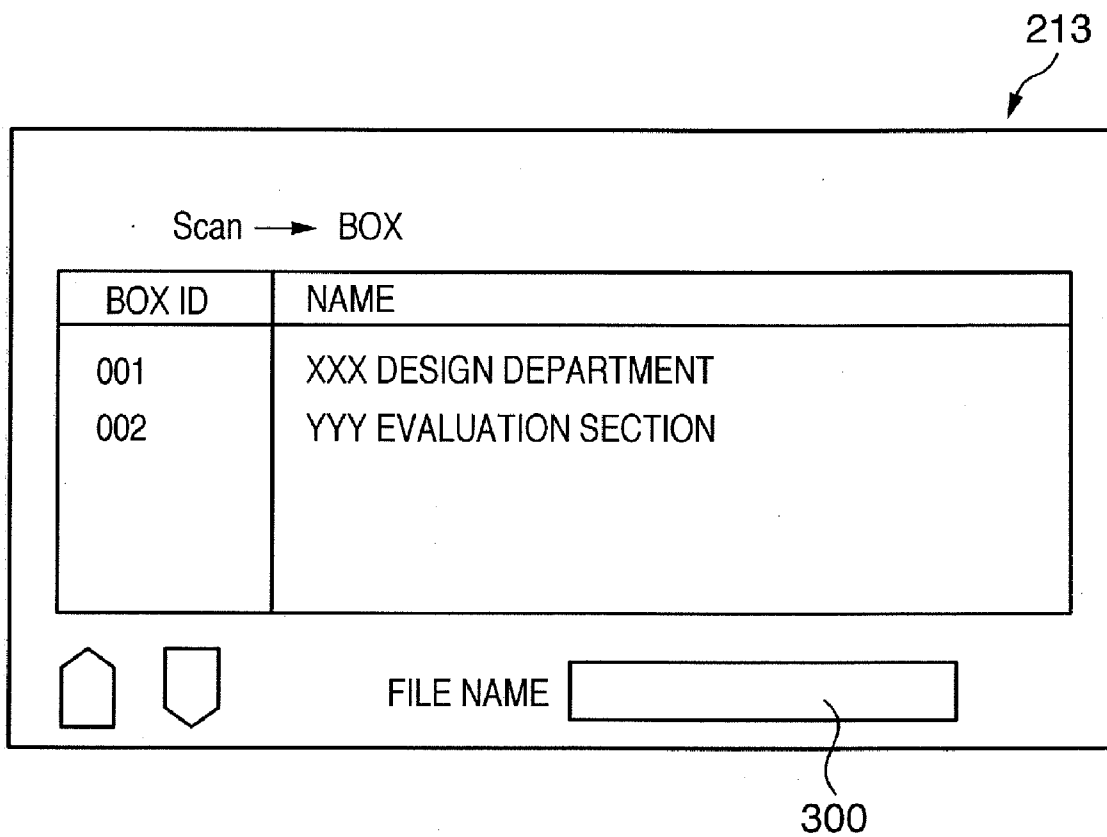 213
Scan → BOX
BOX ID NAME
001 XXX DESIGN DEPARTMENT
002 YYY EVALUATION SECTION
FILE NAME
300